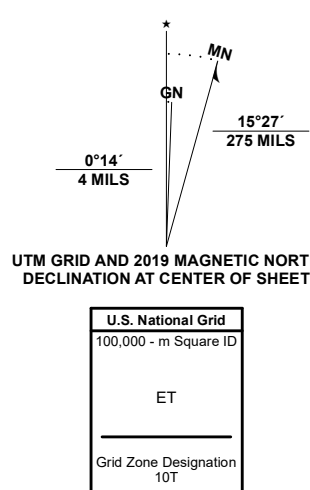 MN
GN
15°27´
275 MILS
0°14´
4 MILS
UTM GRID AND 2019 MAGNETIC NORT
DECLINATION AT CENTER OF SHEET
U.S. National Grid
100,000 - m Square ID
ET
Grid Zone Designation
10T